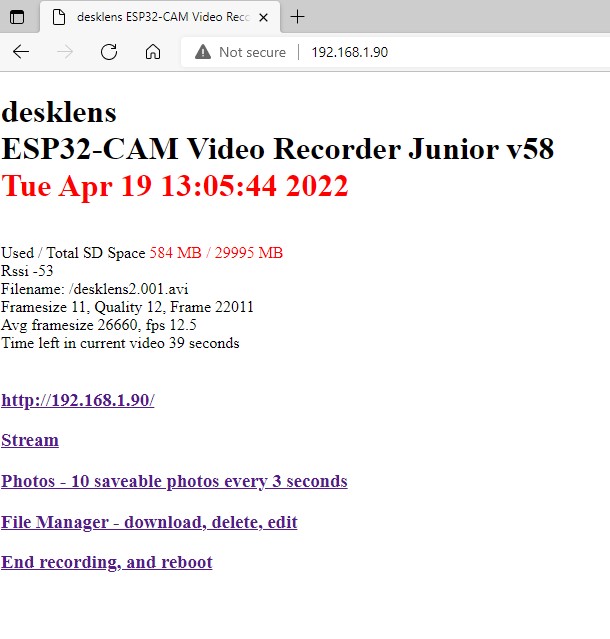 desklens ESP32-CAM Video Reco
Not secure
192.168.1.90
desklens
ESP32-CAM Video Recorder Junior v58
Tue Apr 19 13:05:44 2022
Used / Total SD Space 584 MB / 29995 MB
Rssi -53
Filename: /desklens2.001.avi
Framesize 11, Quality 12, Frame 22011
Avg framesize 26660, fps 12.5
Time left in current video 39 seconds
http://192.168.1.90/
Stream
Photos - 10 saveable photos every 3 seconds
File Manager - download, delete, edit
End recording, and reboot